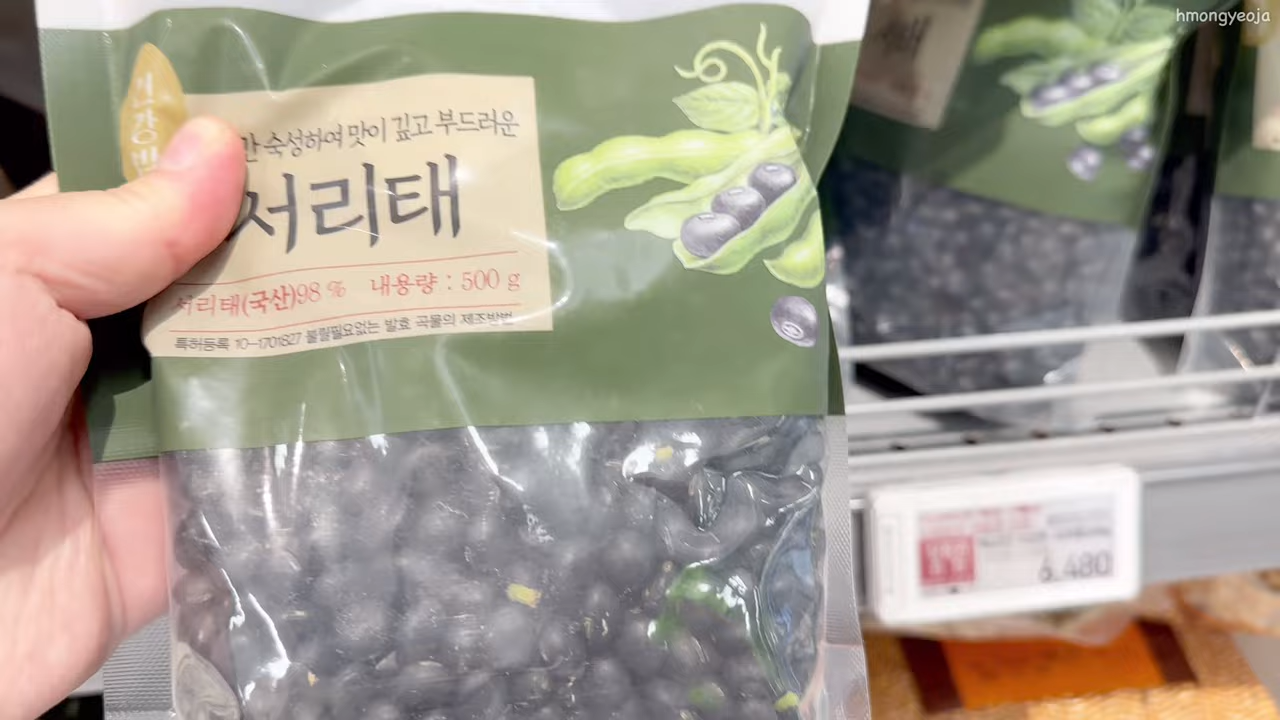 hmongyeoja
간 숙성하여 맛이 깊고 부드러운
서리태
서리태(국산)98 % 내용량 : 500 g
특허등록 10-1701827 불릴필요없는 발효 곡물의 제조방법
6,480